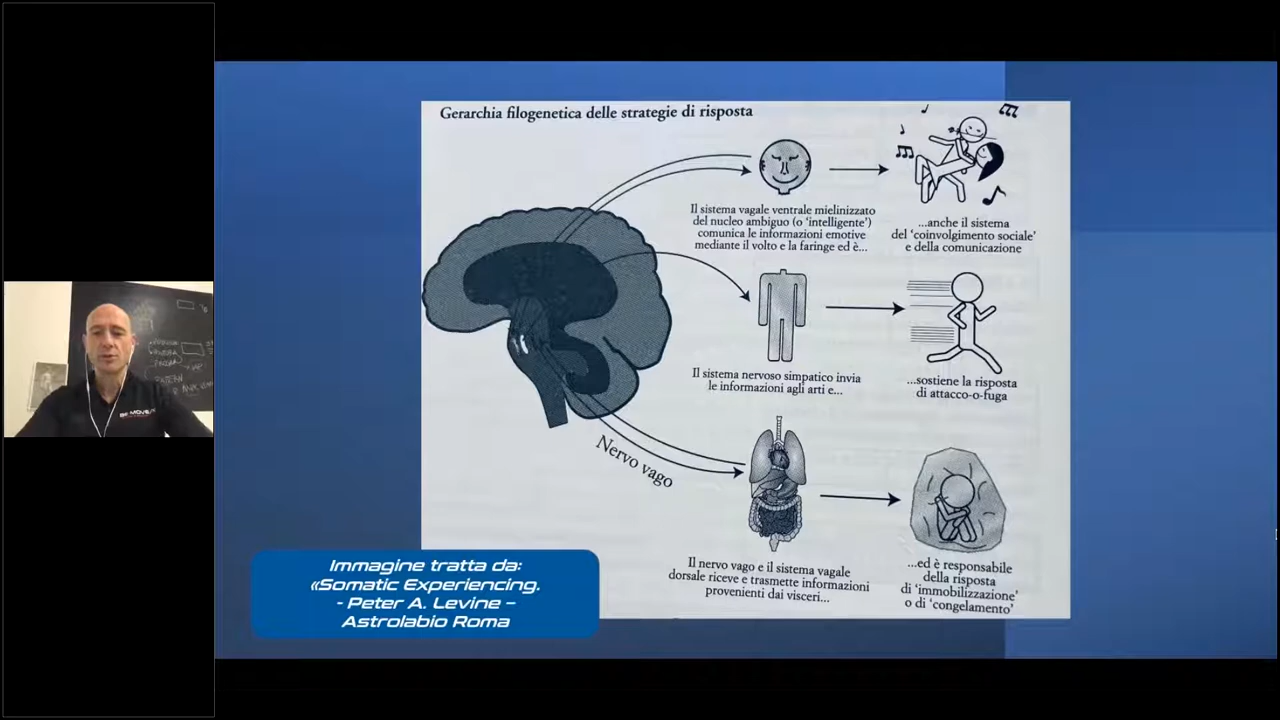 Gerarchia filogenetica delle strategie di risposta
Il sistema vagale ventrale mielinizzato
del nucleo ambiguo (o ‘intelligente’)
comunica le informazioni emotive
mediante il volto e la faringe ed è...
...anche il sistema
del ‘coinvolgimento sociale’
e della comunicazione
Il sistema nervoso simpatico invia
le informazioni agli arti e...
...sostiene la risposta
di attacco-o-fuga
Nervo vago
Il nervo vago e il sistema vagale
dorsale riceve e trasmette informazioni
provenienti dai visceri...
...ed è responsabile
della risposta
di ‘immobilizzazione’
o di ‘congelamento’
Immagine tratta da:
«Somatic Experiencing.
- Peter A. Levine –
Astrolabio Roma